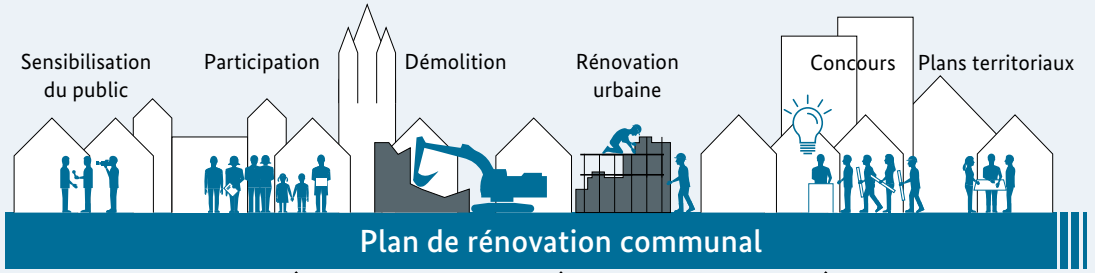 Sensibilisation
du public
Participation
Démolition
Rénovation
urbaine
Concours
Plans territoriaux
Plan de rénovation communal